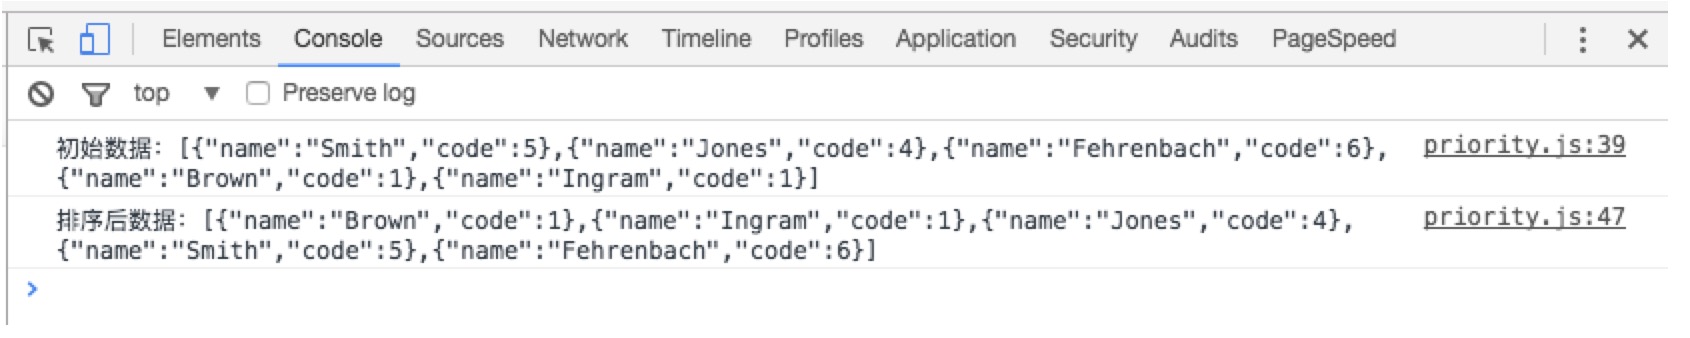 Elements Console Sources Network Timeline Profiles Application Security Audits PageSpeed
top Preserve log
初始数据: [{"name":"Smith","code":5},{"name":"Jones","code":4},{"name":"Fehrenbach","code":6}, priority.js:39
{"name":"Brown","code":1},{"name":"Ingram","code":1}]
排序后数据: [{"name":"Brown","code":1},{"name":"Ingram","code":1},{"name":"Jones","code":4}, priority.js:47
{"name":"Smith","code":5},{"name":"Fehrenbach","code":6}]